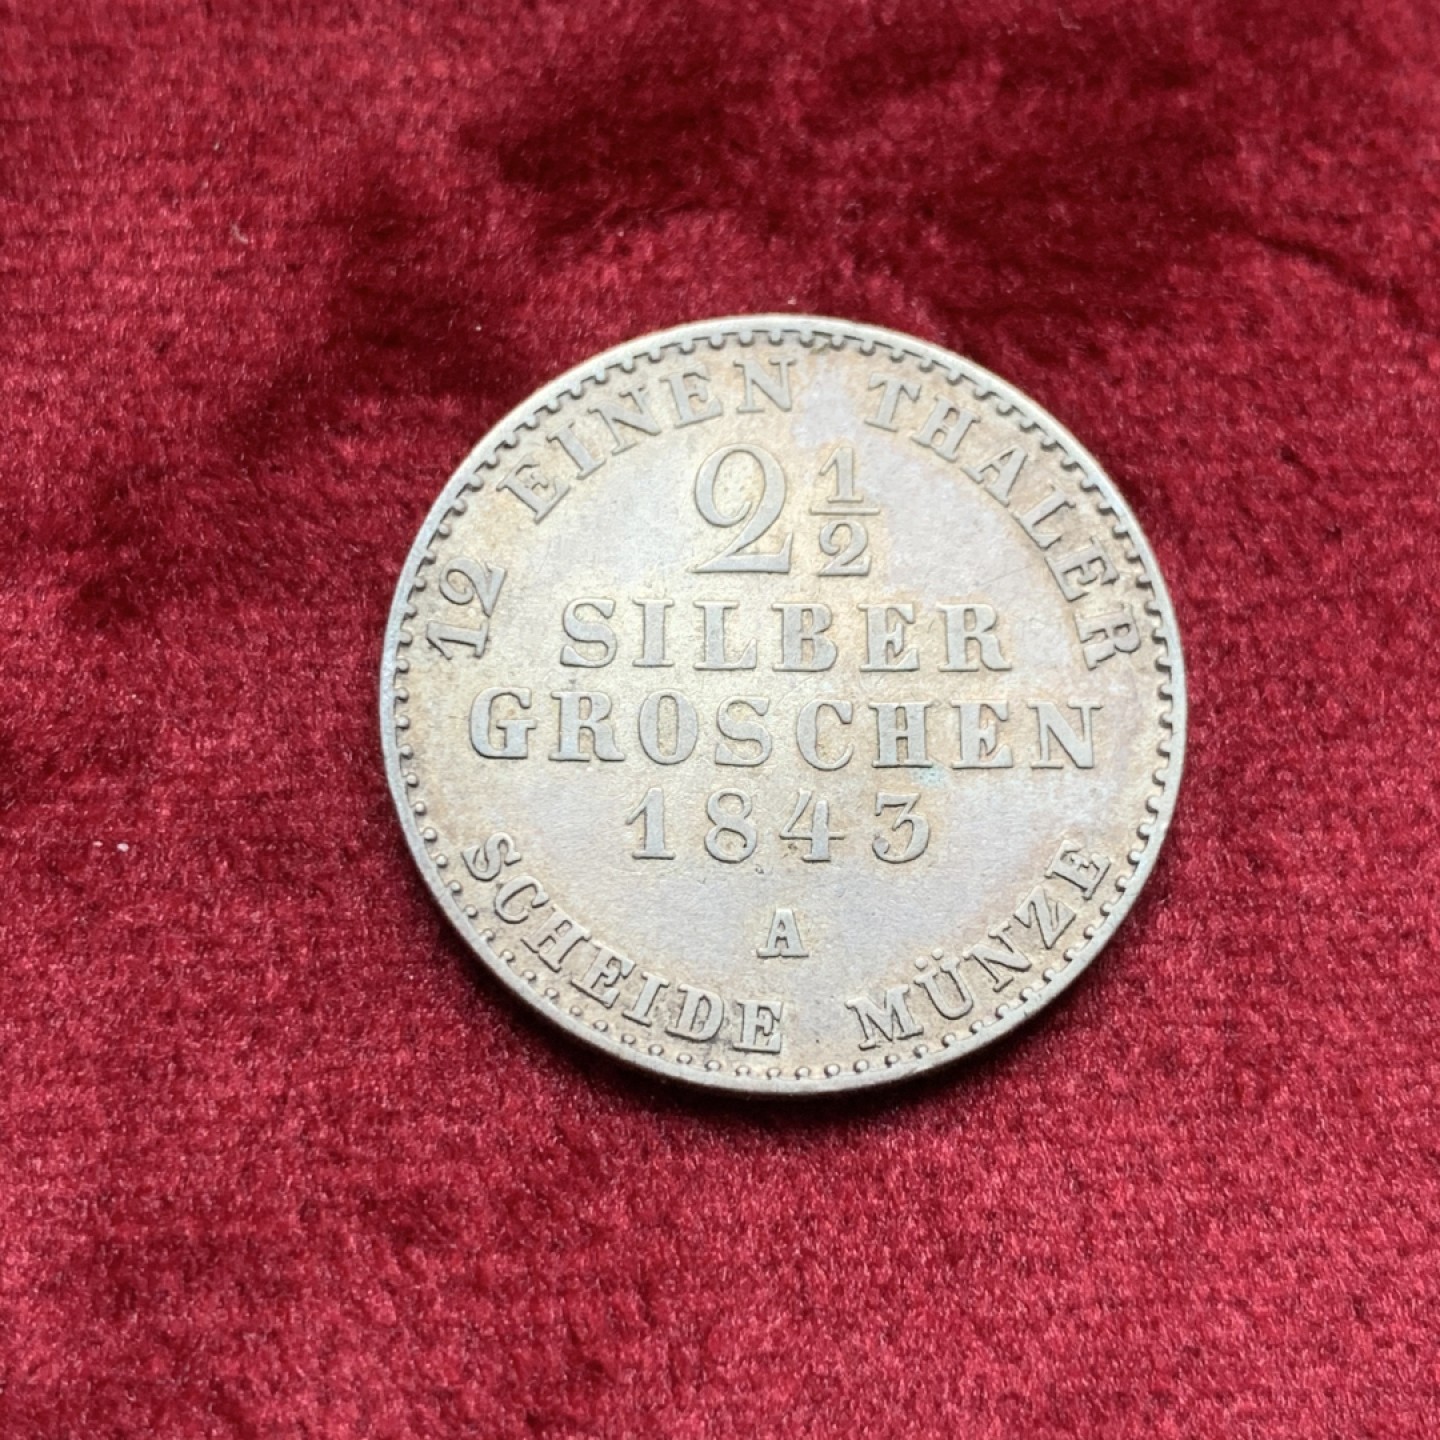 12 EINEN THALER
2 1/2
SILBER
GROSCHEN
1843
A
SCHEIDE MÜNZE